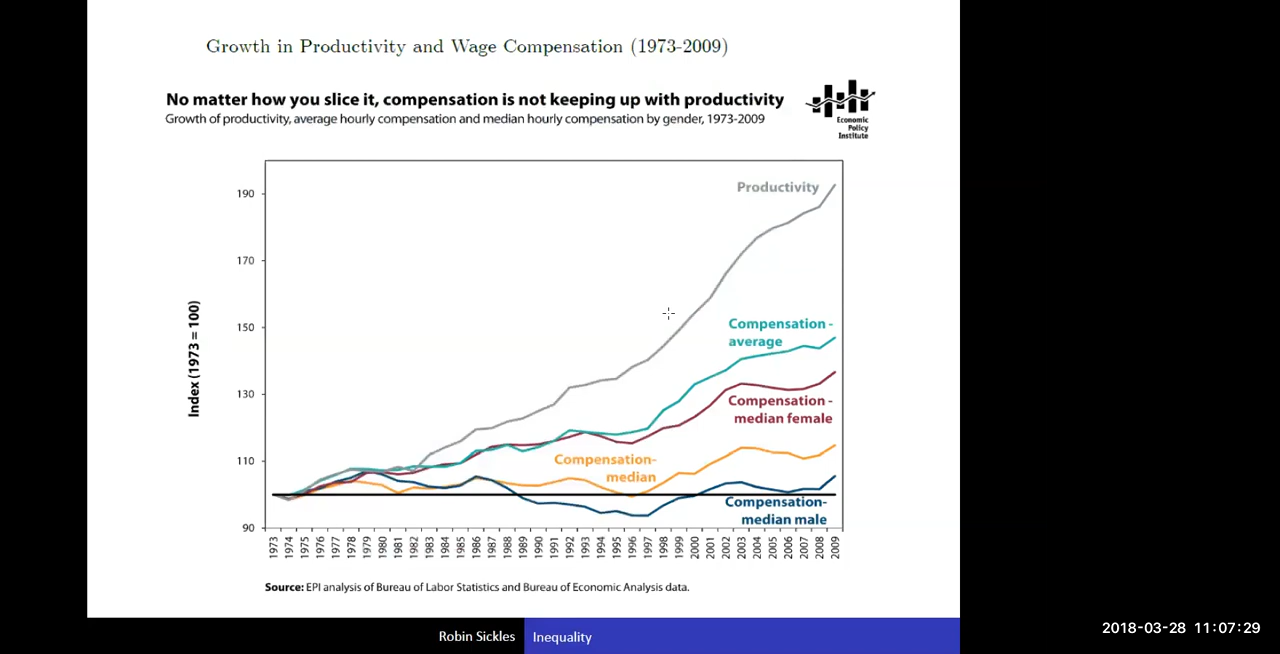 Growth in Productivity and Wage Compensation (1973-2009)
No matter how you slice it, compensation is not keeping up with productivity
Growth of productivity, average hourly compensation and median hourly compensation by gender, 1973-2009
Economic
Policy
Institute
Index (1973 = 100)
190
170
150
130
110
90
Productivity
Compensation -
average
Compensation -
median female
Compensation-
median
Compensation-
median male
1973 1974 1975 1976 1977 1978 1979 1980 1981 1982 1983 1984 1985 1986 1987 1988 1989 1990 1991 1992 1993 1994 1995 1996 1997 1998 1999 2000 2001 2002 2003 2004 2005 2006 2007 2008 2009
Source: EPI analysis of Bureau of Labor Statistics and Bureau of Economic Analysis data.
Robin Sickles Inequality
2018-03-28 11:07:29